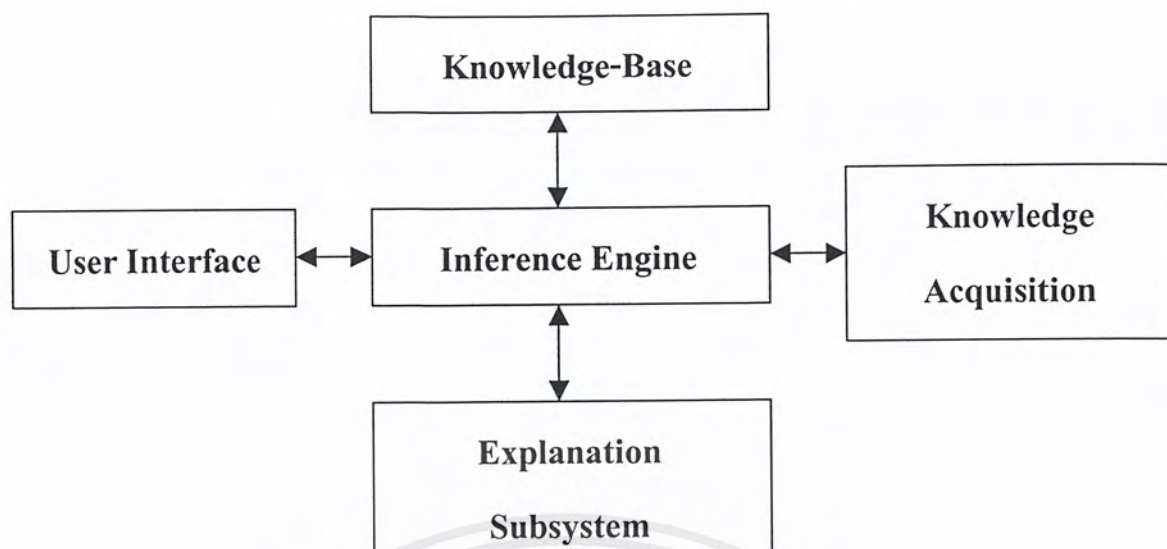 Knowledge-Base
User Interface
Inference Engine
Knowledge
Acquisition
Explanation
Subsystem